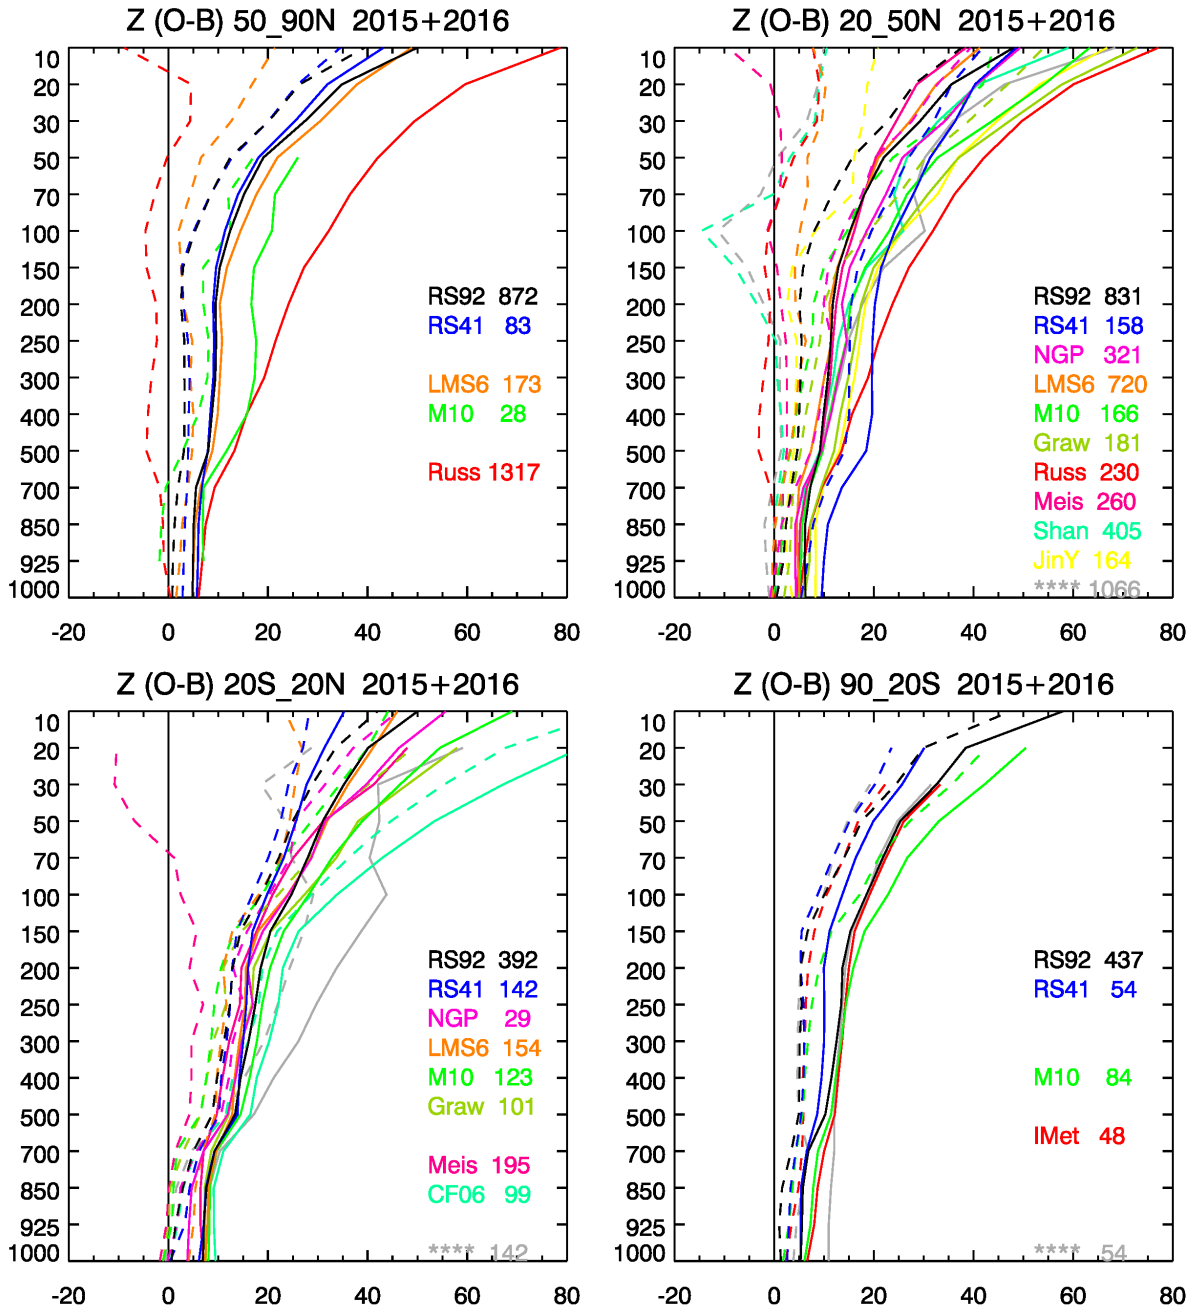 Z (O-B) 50_90N 2015+2016
10
20
30
50
70
100
150
200
250
300
400
500
700
850
925
1000
-20 0 20 40 60 80
RS92 872
RS41 83
LMS6 173
M10 28
Russ 1317
Z (O-B) 20_50N 2015+2016
10
20
30
50
70
100
150
200
250
300
400
500
700
850
925
1000
-20 0 20 40 60 80
RS92 831
RS41 158
NGP 321
LMS6 720
M10 166
Graw 181
Russ 230
Meis 260
Shan 405
JinY 164
**** 1066
Z (O-B) 20S_20N 2015+2016
10
20
30
50
70
100
150
200
250
300
400
500
700
850
925
1000
-20 0 20 40 60 80
RS92 392
RS41 142
NGP 29
LMS6 154
M10 123
Graw 101
Meis 195
CF06 99
**** 142
Z (O-B) 90_20S 2015+2016
10
20
30
50
70
100
150
200
250
300
400
500
700
850
925
1000
-20 0 20 40 60 80
RS92 437
RS41 54
M10 84
IMet 48
**** 54